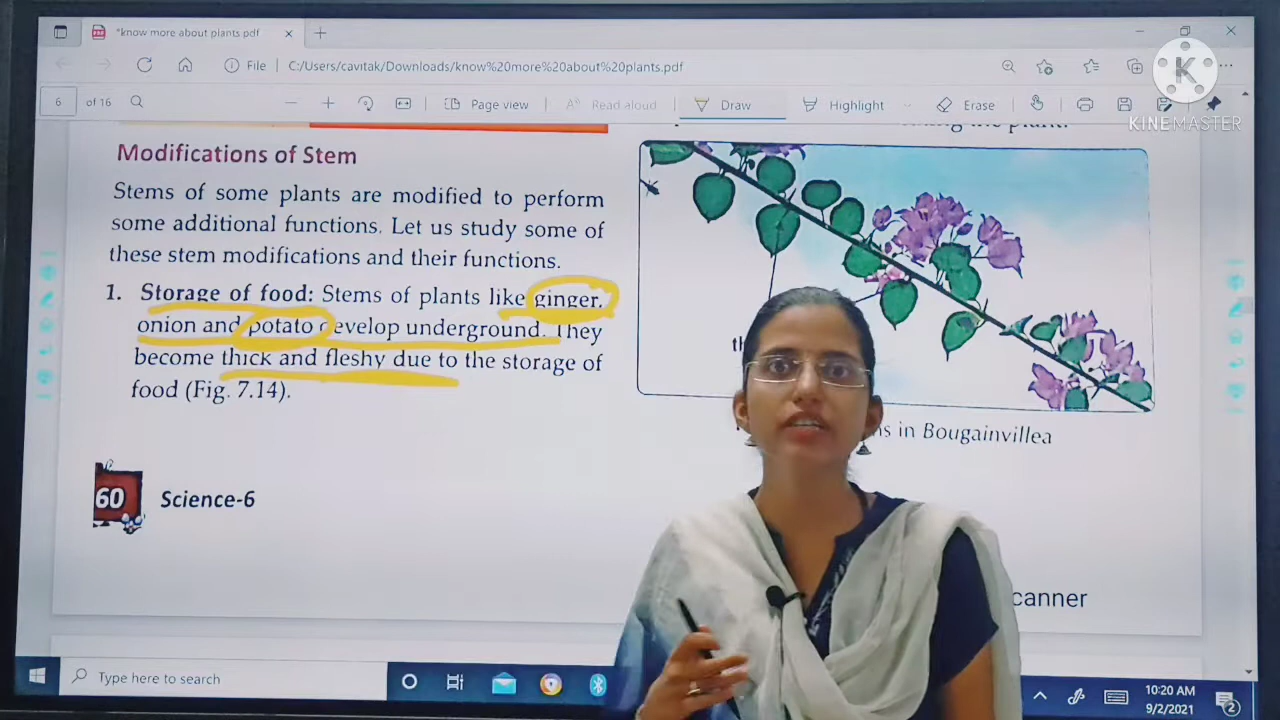 *know more about plants pdf
File
C:/Users/cavitak/Downloads/know%20more%20about%20plants.pdf
6 of 16
Page view
Read aloud
Draw
Highlight
Erase
KINEMASTER
Modifications of Stem
Stems of some plants are modified to perform
some additional functions. Let us study some of
these stem modifications and their functions.
1. Storage of food: Stems of plants like ginger,
onion and potato develop underground. They
become thick and fleshy due to the storage of
food (Fig. 7.14).
60 Science-6
the plant.
in Bougainvillea
canner
Type here to search
10:20 AM
9/2/2021
2